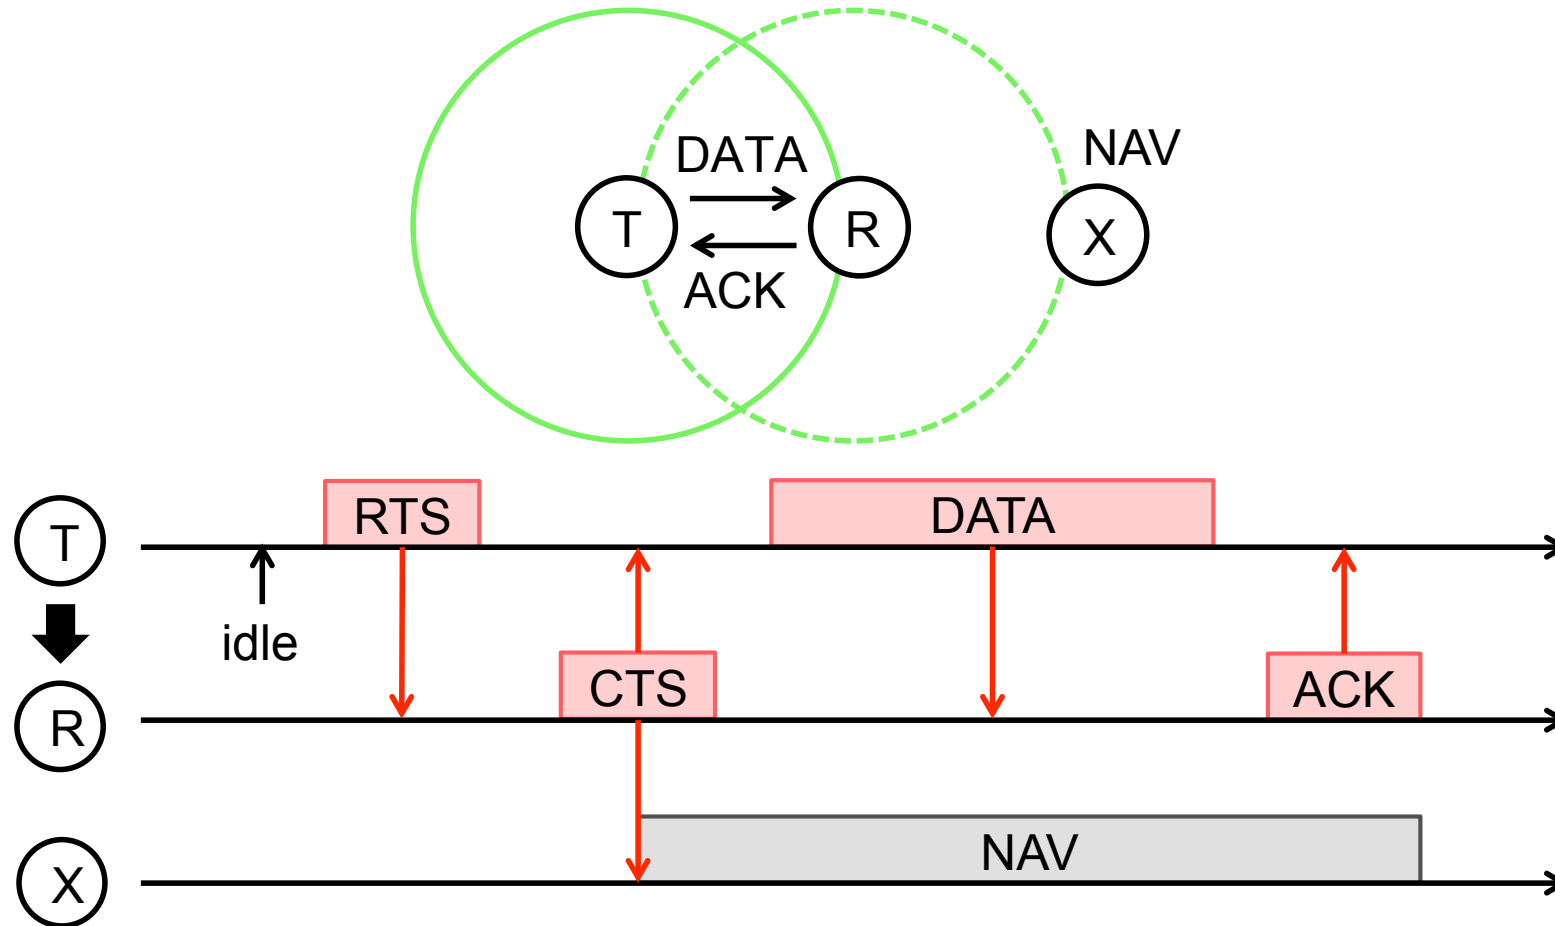 NAV
DATA
T
R
X
ACK
RTS
DATA
T
idle
CTS
ACK
R
NAV
X